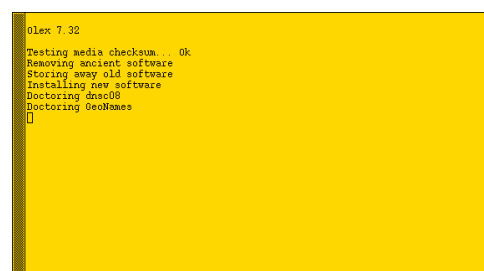 Olex 7.32
Testing media checksum... Ok
Removing ancient software
Storing away old software
Installing new software
Doctoring dnsc08
Doctoring GeoNames